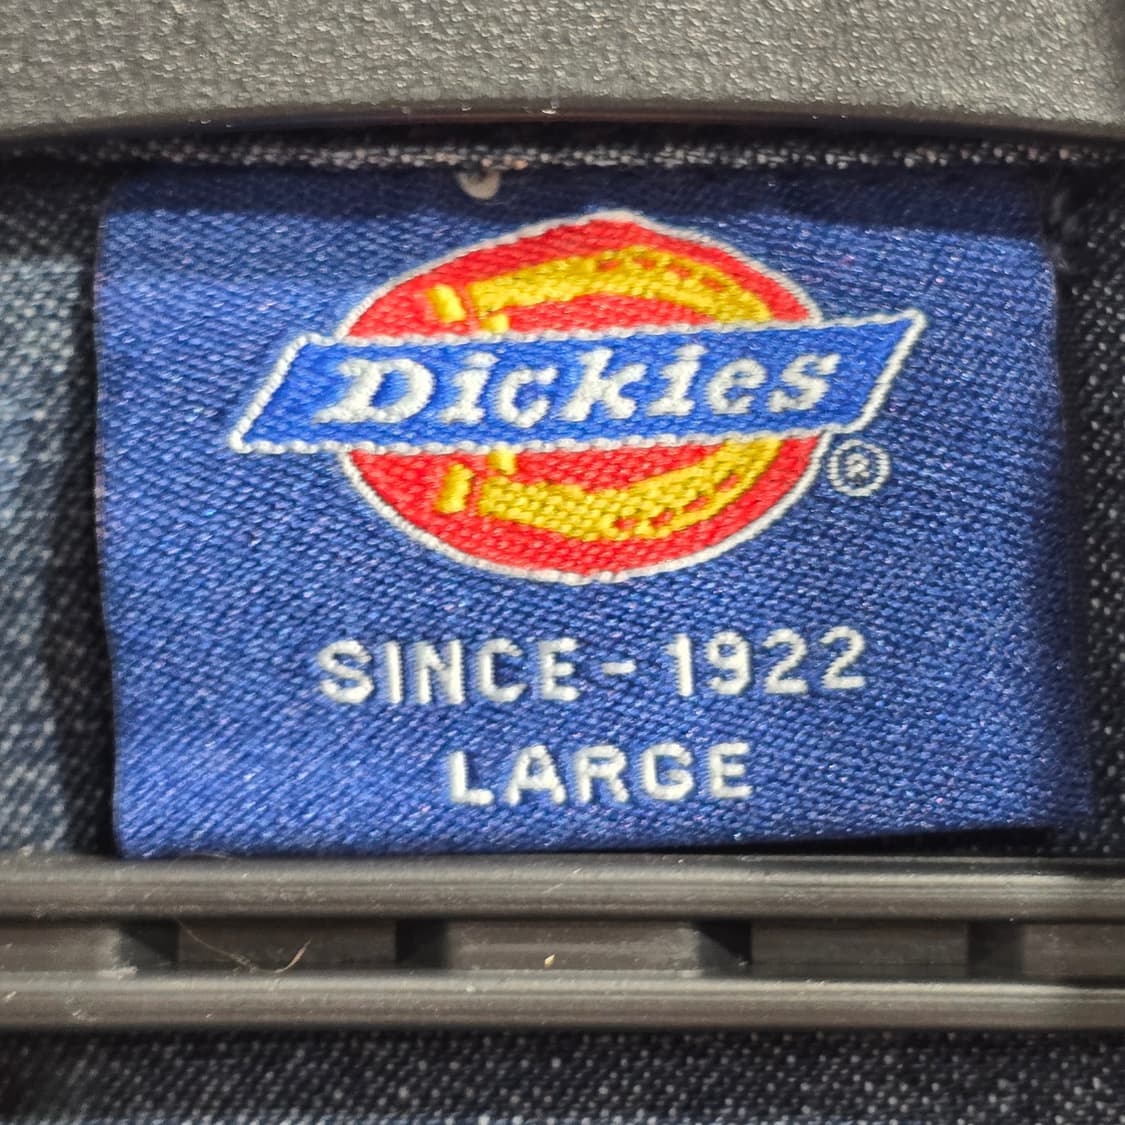 Dickies
®
SINCE - 1922
LARGE